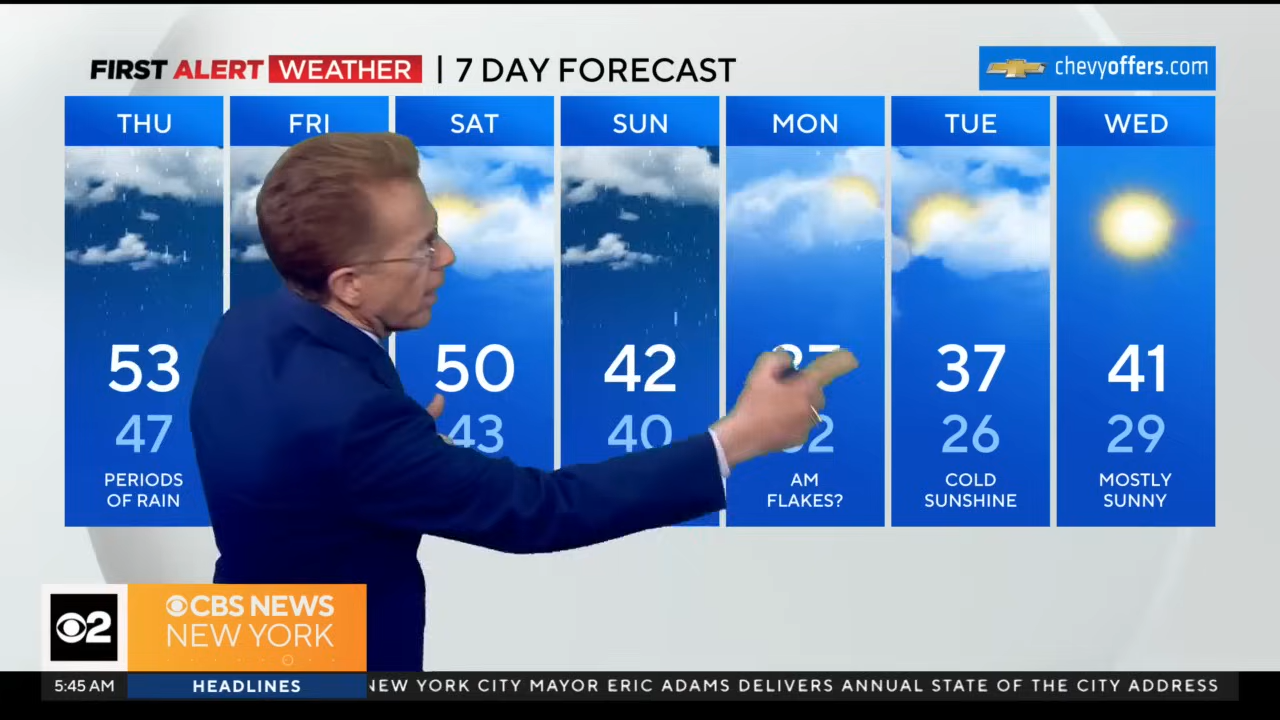 FIRST ALERT WEATHER | 7 DAY FORECAST
chevyoffers.com
THU
FRI
SAT
SUN
MON
TUE
WED
53
50
42
37
41
47
43
40
26
29
PERIODS
OF RAIN
AM
FLAKES?
COLD
SUNSHINE
MOSTLY
SUNNY
2
CBS NEWS
NEW YORK
5:45 AM
HEADLINES
NEW YORK CITY MAYOR ERIC ADAMS DELIVERS ANNUAL STATE OF THE CITY ADDRESS